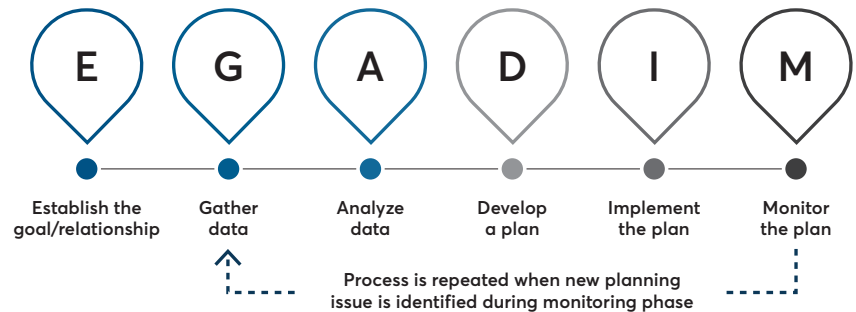 E G A D I M
Establish the
goal/relationship
Gather
data
Analyze
data
Develop
a plan
Implement
the plan
Monitor
the plan
Process is repeated when new planning
issue is identified during monitoring phase